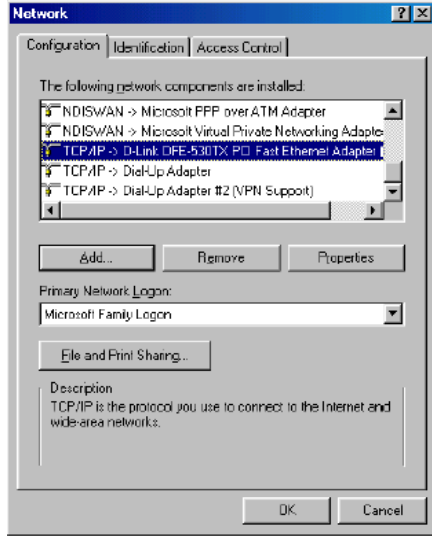 Network
Configuration Identification Access Control
The following network components are installed:
NDISWAN -> Microsoft PPP over ATM Adapter
NDISWAN -> Microsoft Virtual Private Networking Adapte
TCP/IP -> D-Link DFE-530TX PCI Fast Ethernet Adapter
TCP/IP -> Dial-Up Adapter
TCP/IP -> Dial-Up Adapter #2 (VPN Support)
Add... Remove Properties
Primary Network Logon:
Microsoft Family Logon
File and Print Sharing...
Description
TCP/IP is the protocol you use to connect to the Internet and
wide-area networks.
OK Cancel